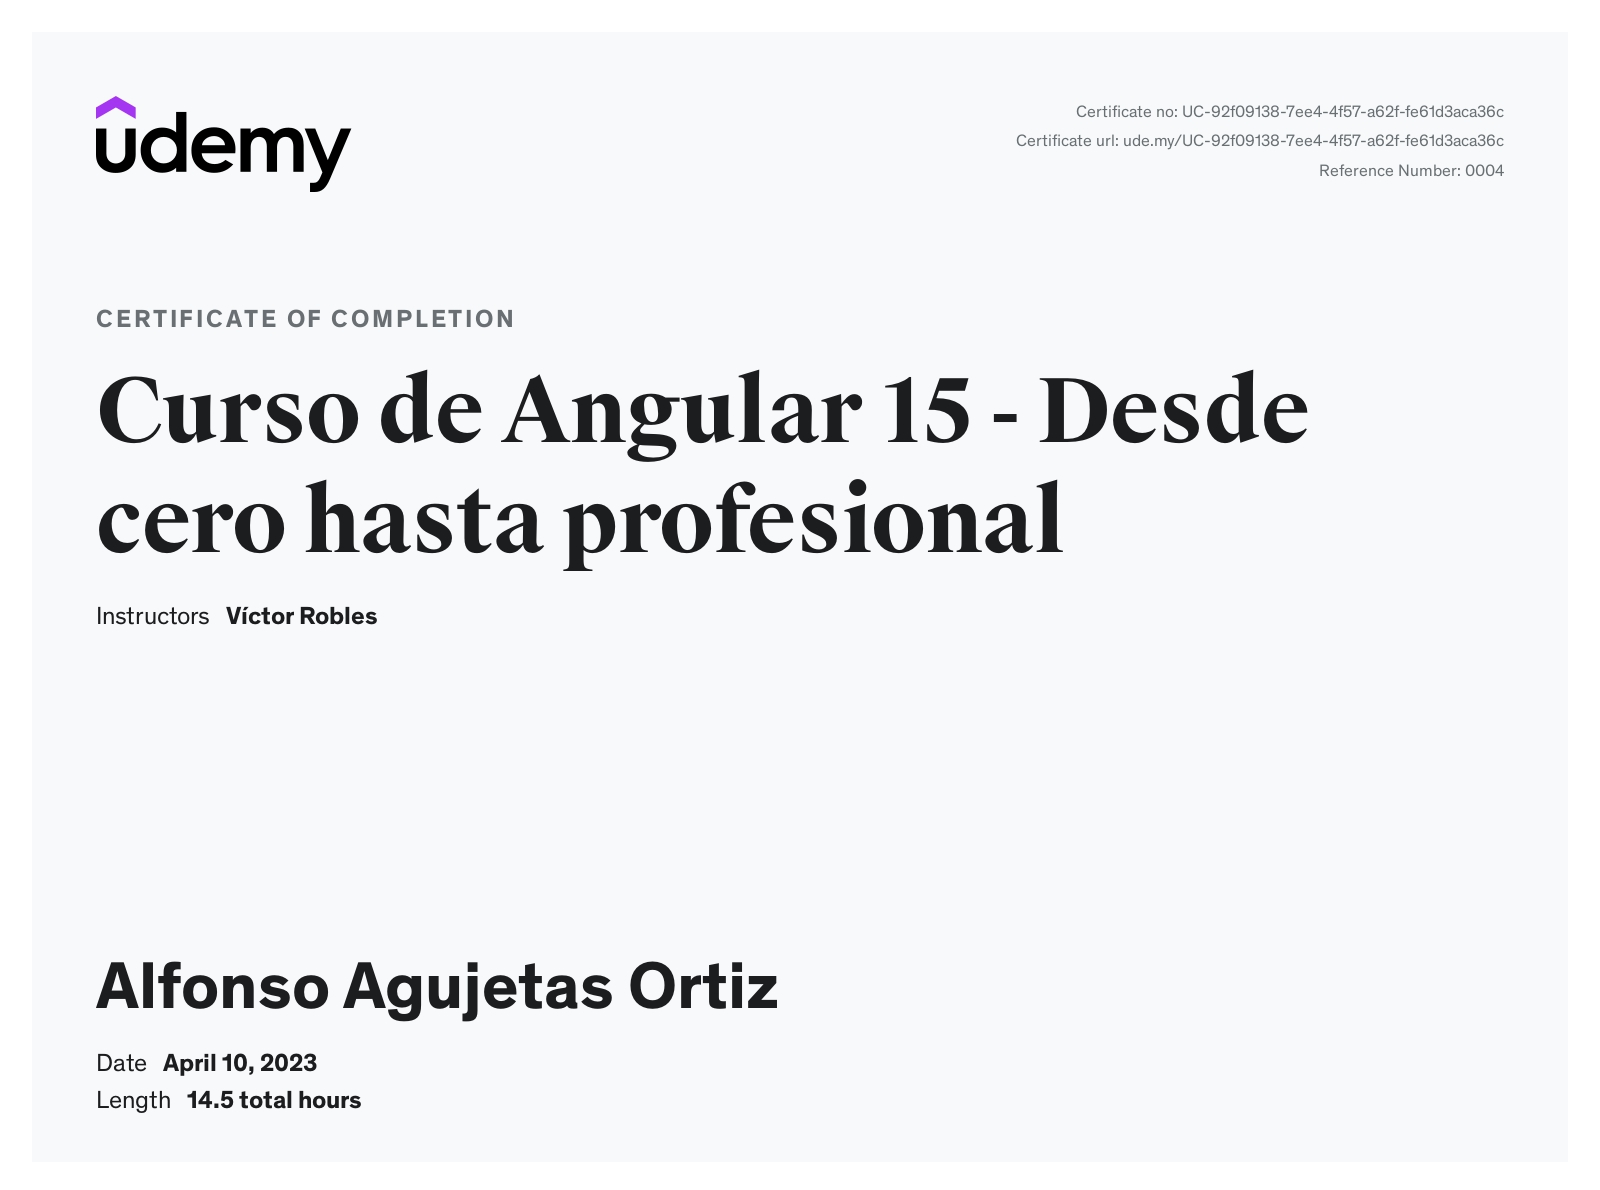 udemy
Certificate no: UC-92f09138-7ee4-4f57-a62f-fe61d3aca36c
Certificate url: ude.my/UC-92f09138-7ee4-4f57-a62f-fe61d3aca36c
Reference Number: 0004
CERTIFICATE OF COMPLETION
Curso de Angular 15 - Desde
cero hasta profesional
Instructors Víctor Robles
Alfonso Agujetas Ortiz
Date April 10, 2023
Length 14.5 total hours